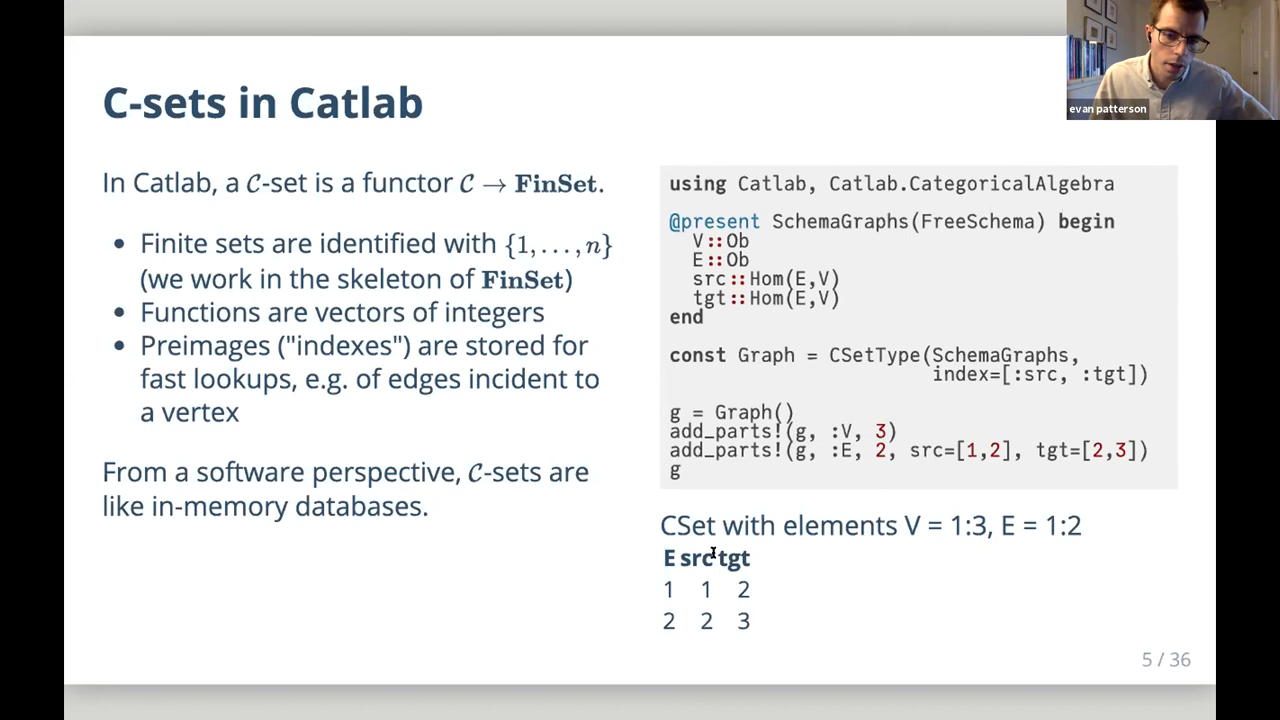 C-sets in Catlab
In Catlab, a 𝒞-set is a functor 𝒞 → FinSet.
• Finite sets are identified with {1, . . . , n}
(we work in the skeleton of FinSet)
• Functions are vectors of integers
• Preimages ("indexes") are stored for
fast lookups, e.g. of edges incident to
a vertex
From a software perspective, 𝒞-sets are
like in-memory databases.
using Catlab, Catlab.CategoricalAlgebra
@present SchemaGraphs(FreeSchema) begin
V::Ob
E::Ob
src::Hom(E,V)
tgt::Hom(E,V)
end
const Graph = CSetType(SchemaGraphs,
index=[:src, :tgt])
g = Graph()
add_parts!(g, :V, 3)
add_parts!(g, :E, 2, src=[1,2], tgt=[2,3])
g
CSet with elements V = 1:3, E = 1:2
E src tgt
1 1 2
2 2 3
5 / 36
evan patterson